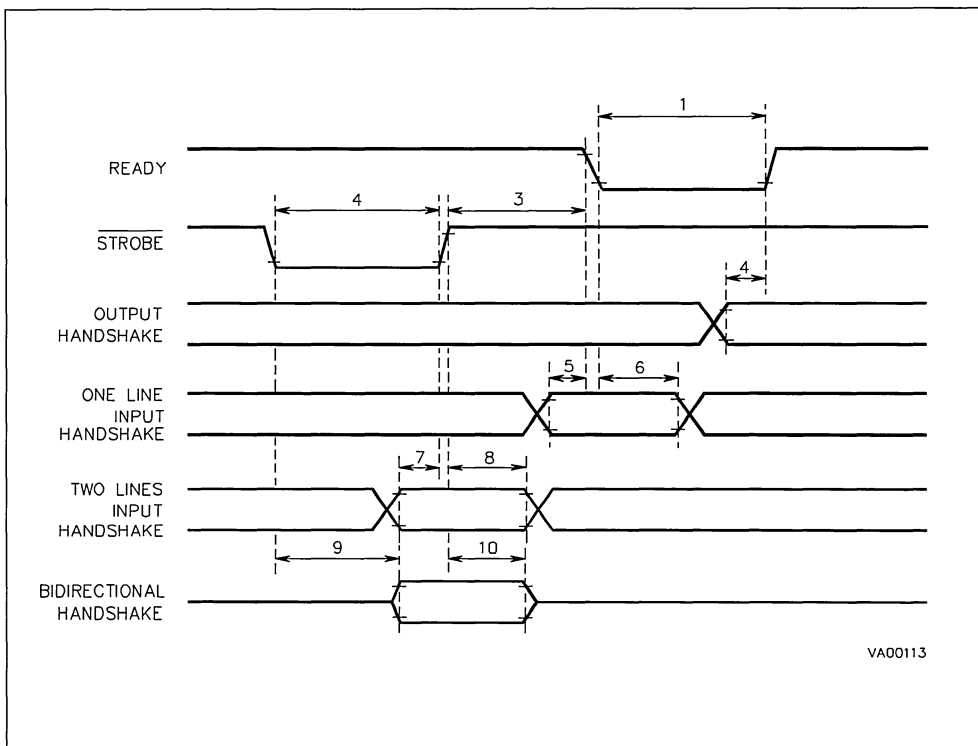 1
READY
4
3
STROBE
4
OUTPUT
HANDSHAKE
5
6
ONE LINE
INPUT
HANDSHAKE
7
8
TWO LINES
INPUT
HANDSHAKE
9
10
BIDIRECTIONAL
HANDSHAKE
VA00113